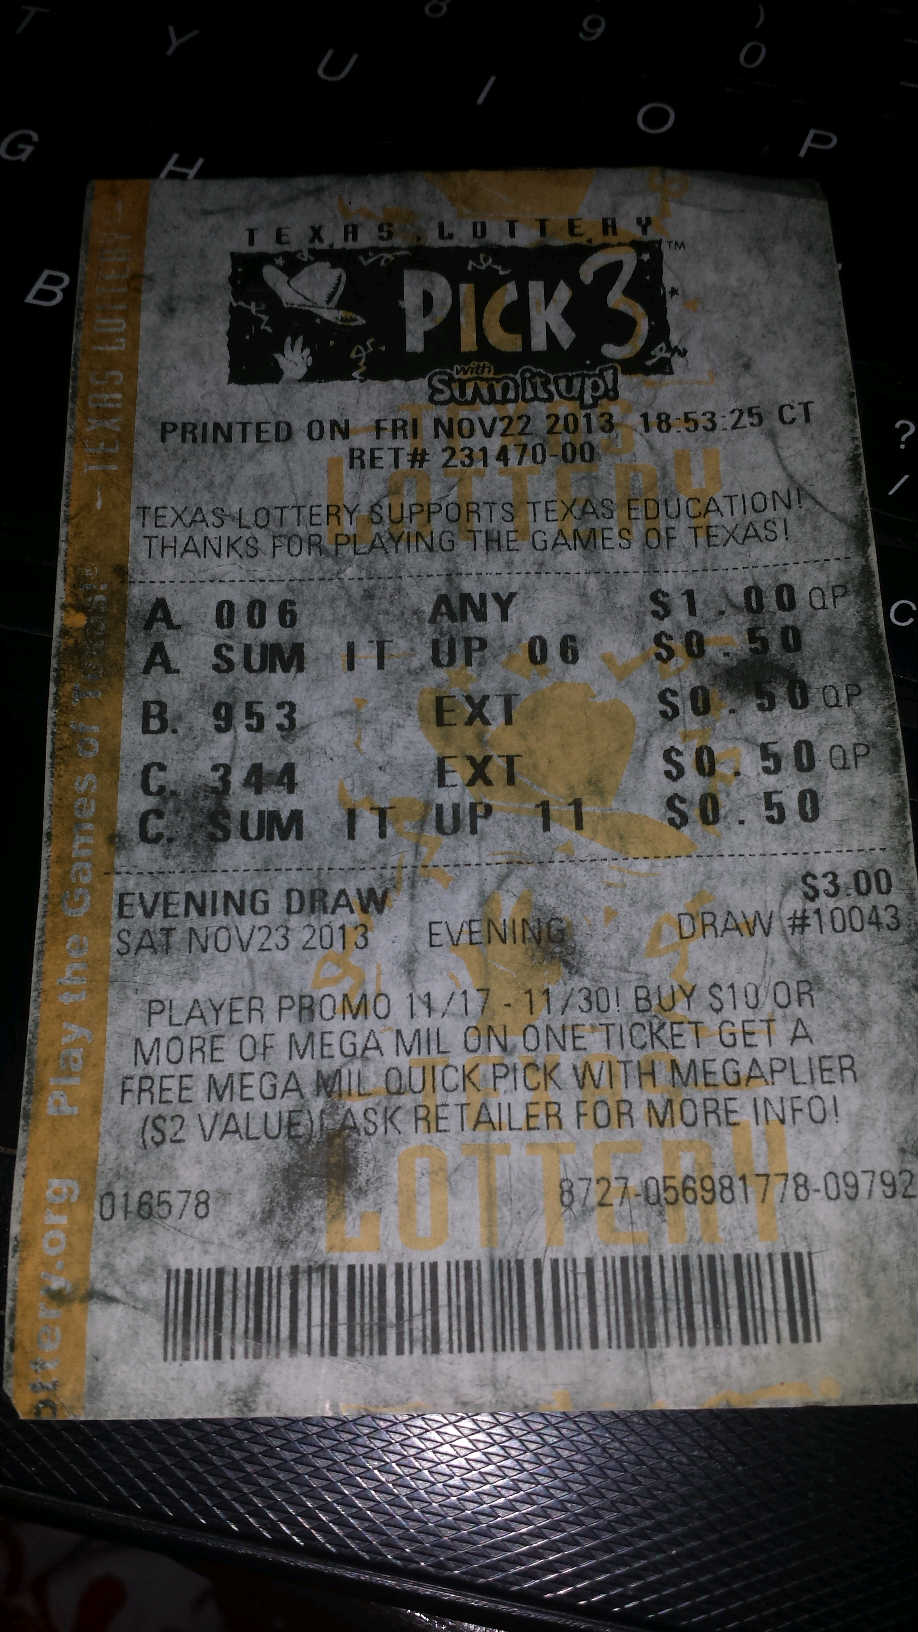 T Y U I O P
8 9 0 )
G H
B
?
/
C
TEXAS LOTTERY
PICK 3™
with
Sum it up!
PRINTED ON FRI NOV22 2013 18:53:25 CT
RET# 231470-00
TEXAS LOTTERY SUPPORTS TEXAS EDUCATION!
THANKS FOR PLAYING THE GAMES OF TEXAS!
A. 006 ANY $1.00 QP
A. SUM IT UP 06 $0.50
B. 953 EXT $0.50 QP
C. 344 EXT $0.50 QP
C. SUM IT UP 11 $0.50
$3.00
EVENING DRAW
SAT NOV23 2013 EVENING DRAW #10043
PLAYER PROMO 11/17 - 11/30! BUY $10 OR
MORE OF MEGA MIL ON ONE TICKET GET A
FREE MEGA MIL QUICK PICK WITH MEGAPLIER
($2 VALUE)! ASK RETAILER FOR MORE INFO!
016578 8727-056981778-09792
TEXAS LOTTERY
TEXAS LOTTERY
- TEXAS LOTTERY -
Play the Games of Texas!
ttery.org